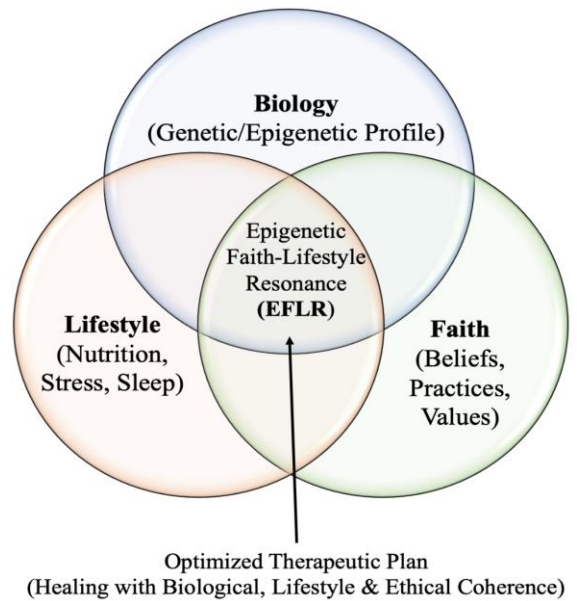 Biology
(Genetic/Epigenetic Profile)
Epigenetic
Faith-Lifestyle
Resonance
(EFLR)
Lifestyle
(Nutrition,
Stress, Sleep)
Faith
(Beliefs,
Practices,
Values)
Optimized Therapeutic Plan
(Healing with Biological, Lifestyle & Ethical Coherence)